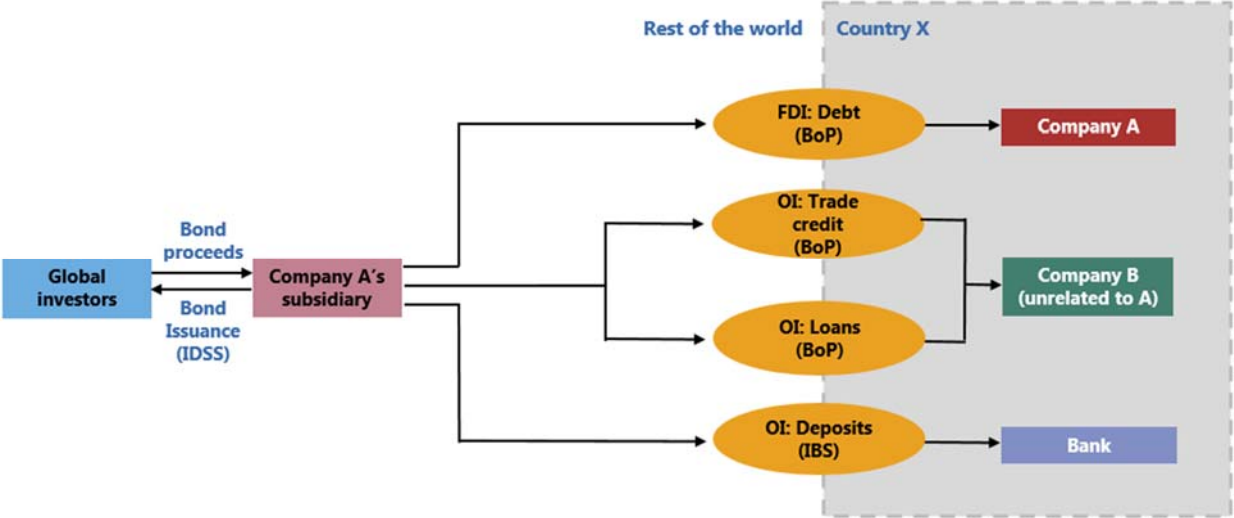 Rest of the world
Country X
FDI: Debt
(BoP)
Company A
OI: Trade
credit
(BoP)
Bond
proceeds
Global
investors
Company A´s
subsidiary
Company B
(unrelated to A)
Bond
Issuance
(IDSS)
OI: Loans
(BoP)
OI: Deposits
(IBS)
Bank